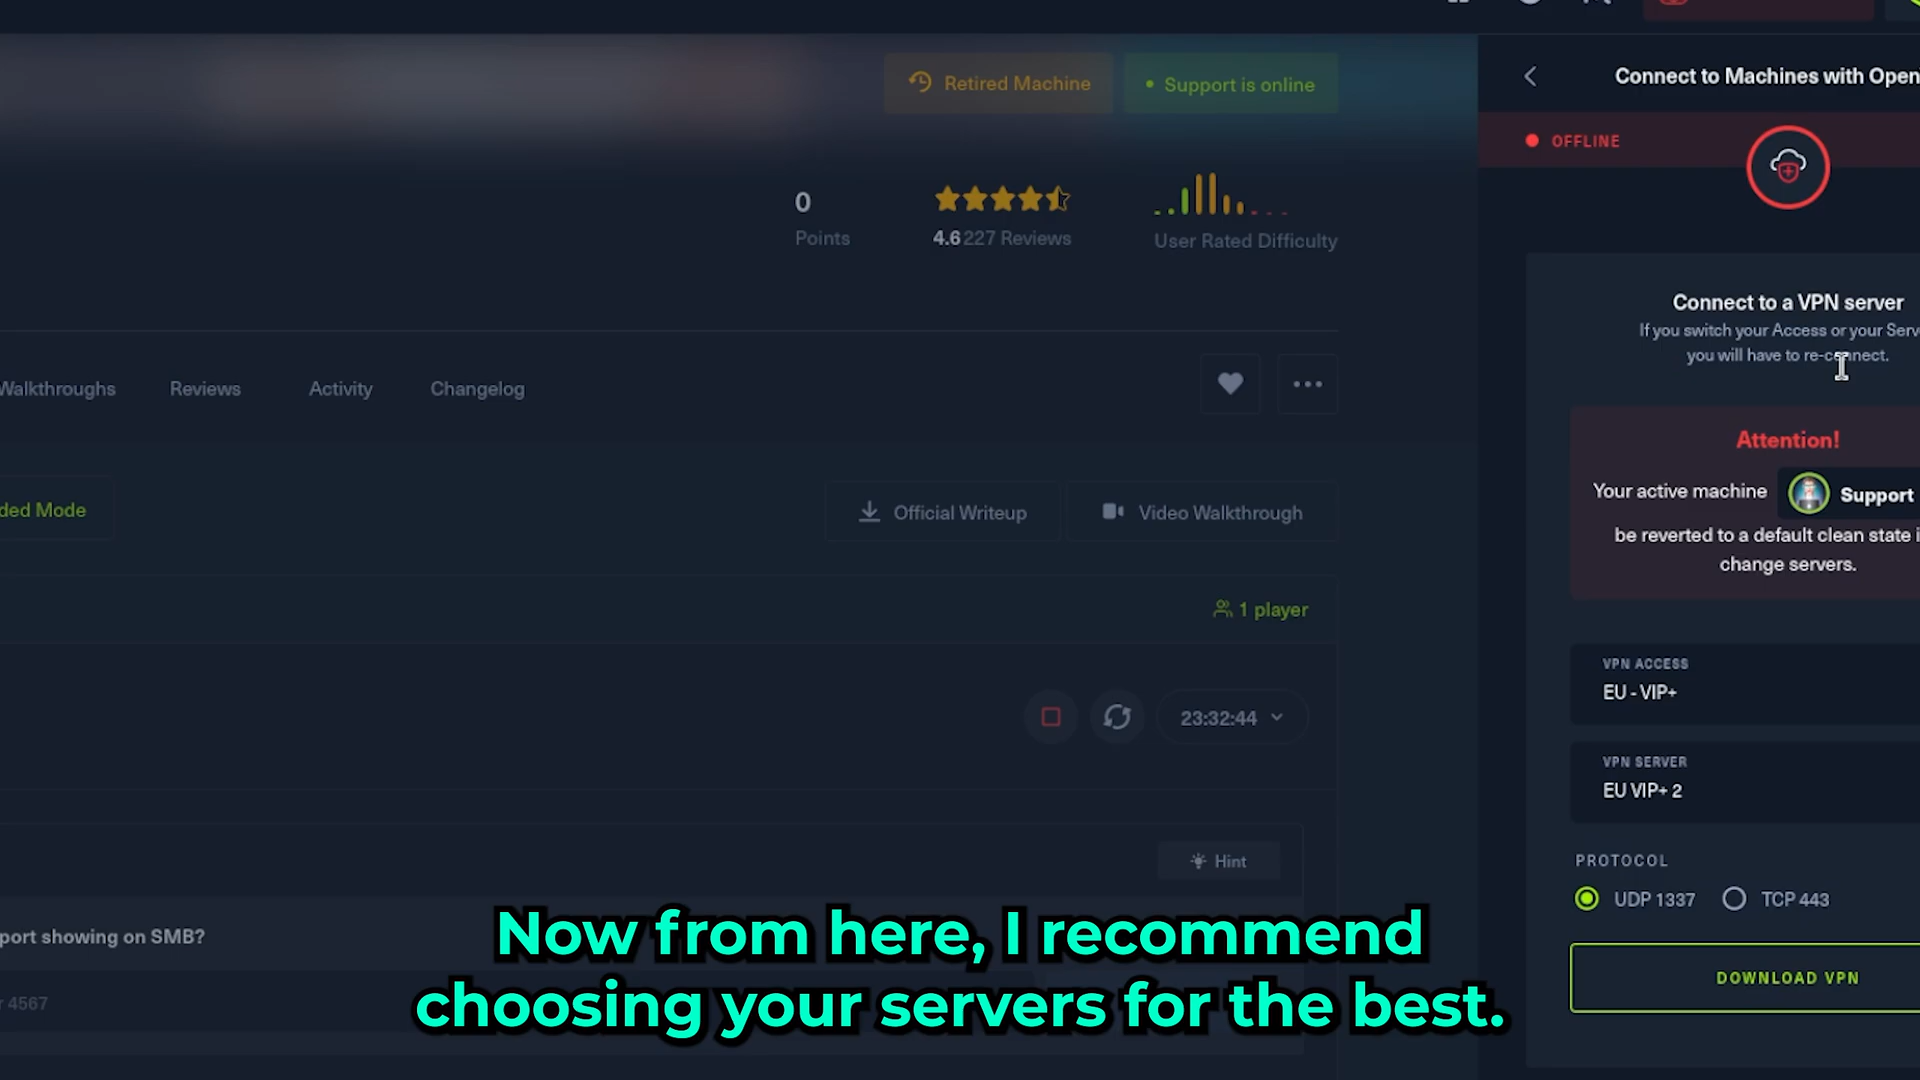 Retired Machine
Support is online
Connect to Machines with Open
OFFLINE
0
Points
4.6 227 Reviews
User Rated Difficulty
Connect to a VPN server
If you switch your Access or your Serv
you will have to re-connect.
Walkthroughs
Reviews
Activity
Changelog
Attention!
Your active machine Support
be reverted to a default clean state i
change servers.
ded Mode
Official Writeup
Video Walkthrough
1 player
VPN ACCESS
EU - VIP+
23:32:44
VPN SERVER
EU VIP+ 2
Hint
PROTOCOL
UDP 1337
TCP 443
port showing on SMB?
r 4567
DOWNLOAD VPN
Now from here, I recommend
choosing your servers for the best.